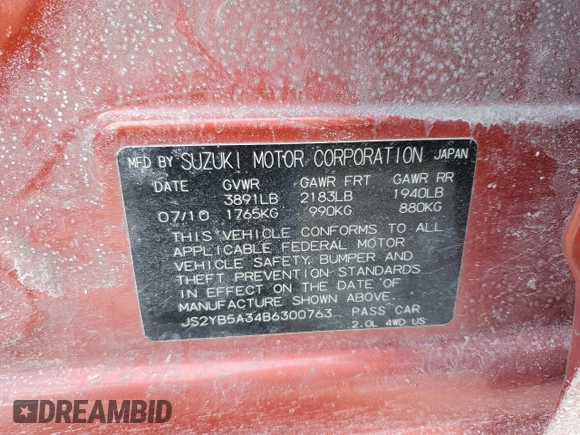 MFD BY SUZUKI MOTOR CORPORATION JAPAN
DATE GVWR GAWR FRT GAWR RR
3891LB 2183LB 1940LB
07/10 1765KG 990KG 880KG
THIS VEHICLE CONFORMS TO ALL
APPLICABLE FEDERAL MOTOR
VEHICLE SAFETY, BUMPER AND
THEFT PREVENTION STANDARDS
IN EFFECT ON THE DATE OF
MANUFACTURE SHOWN ABOVE.
JS2YB5A34B6300763 PASS CAR
2.0L 4WD US
DREAMBID